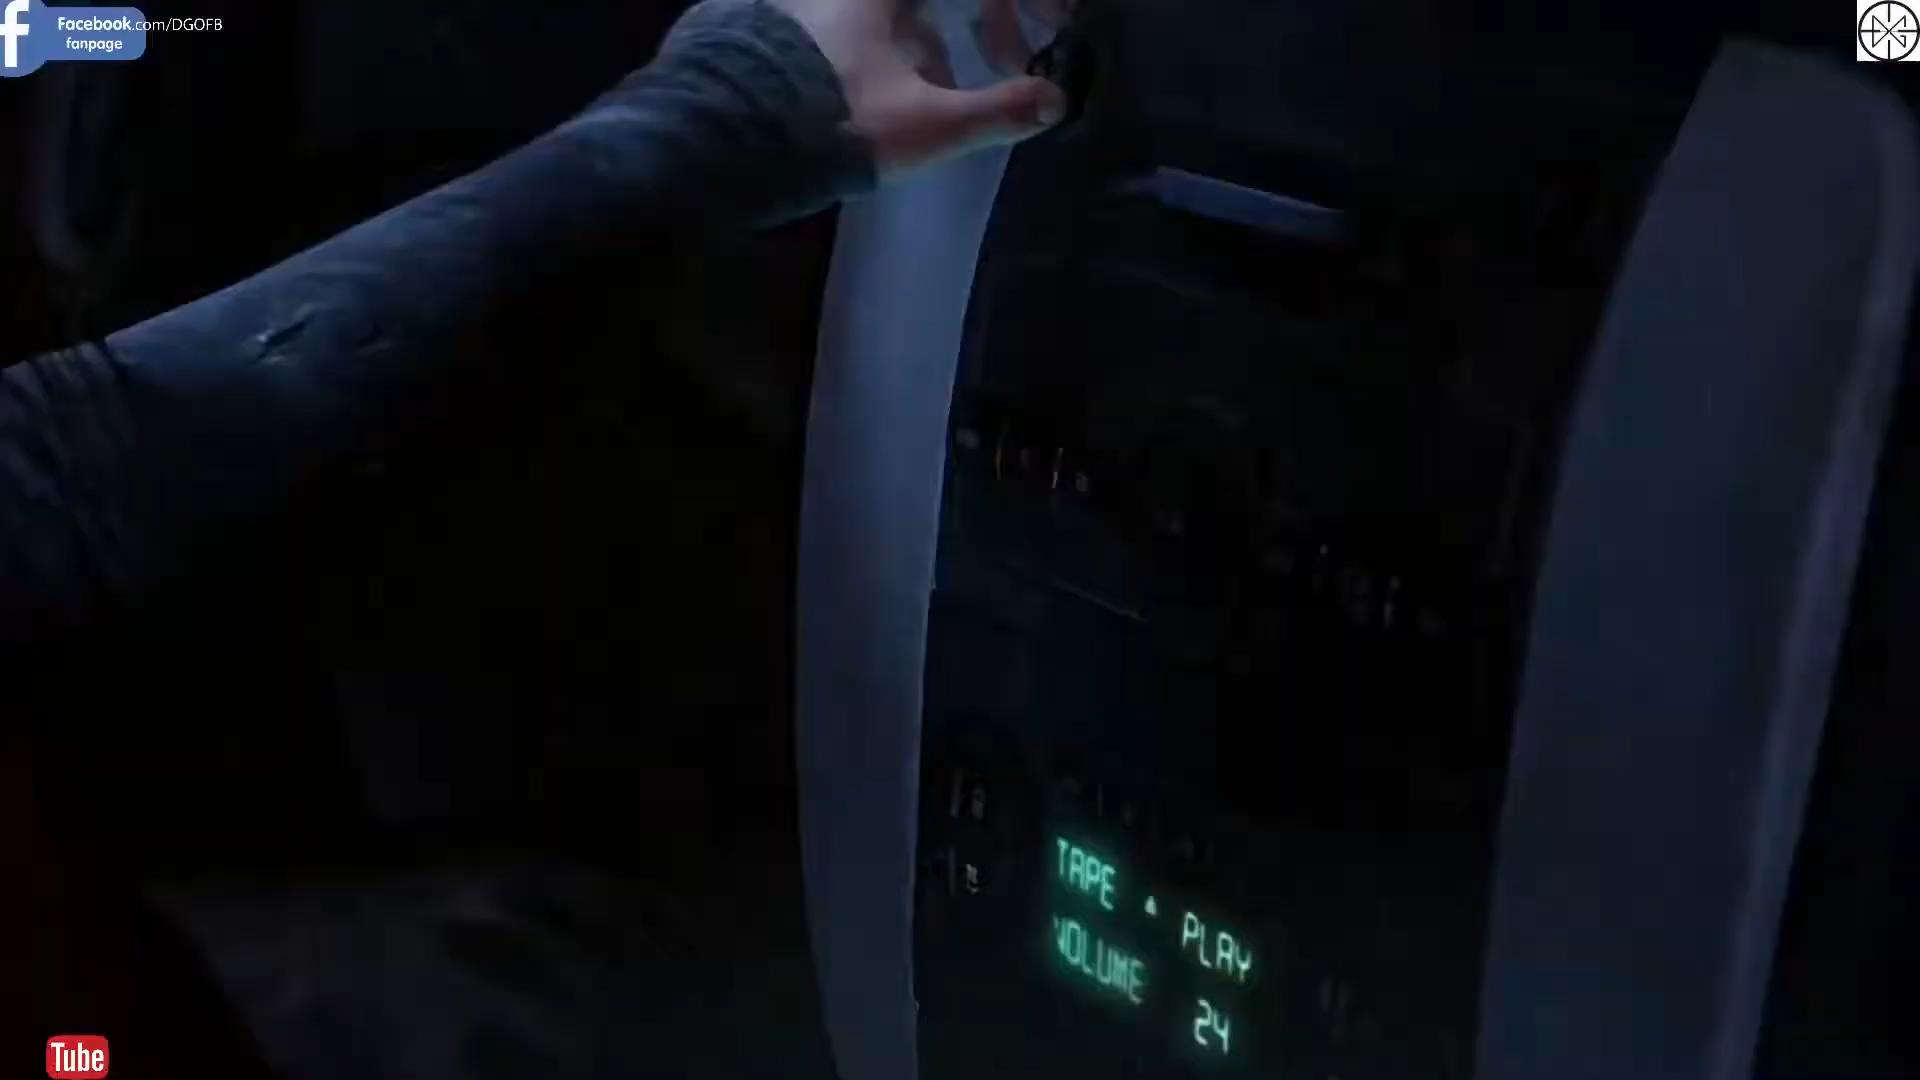 Facebook.com/DGOFB
fanpage
TAPE ▲ PLAY
VOLUME 24
Tube